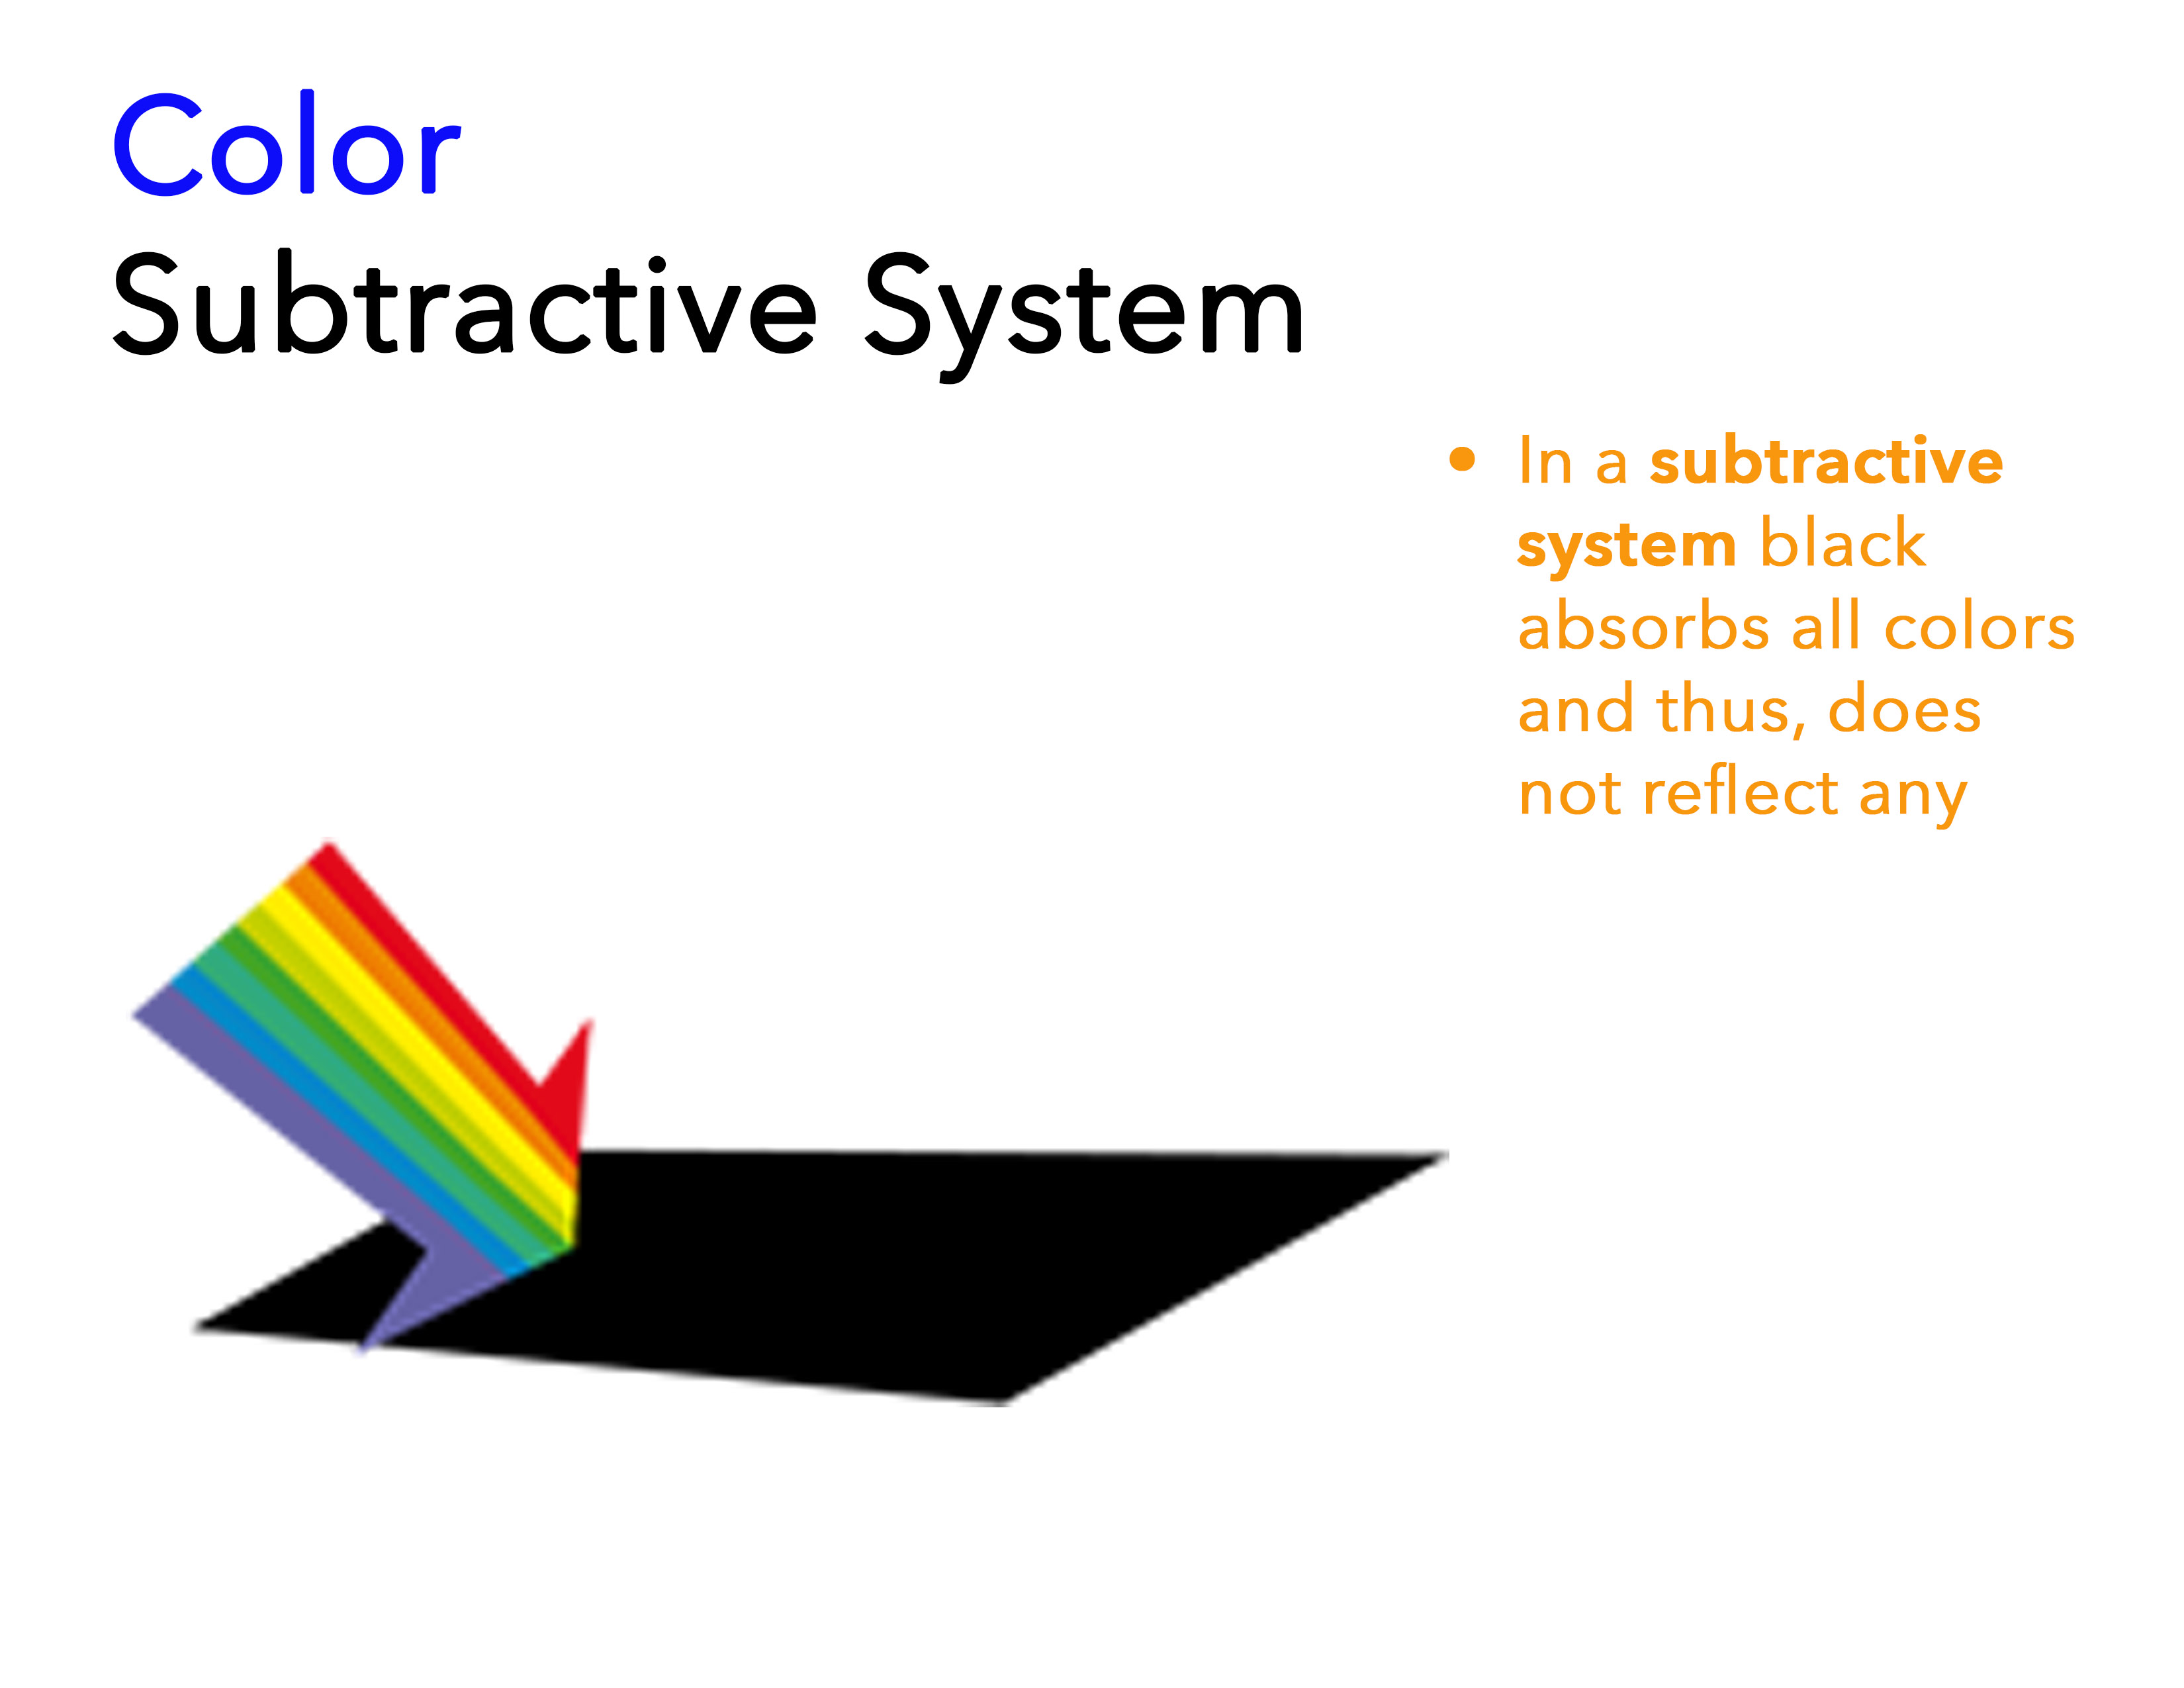 Color
Subtractive System
• In a subtractive
system black
absorbs all colors
and thus, does
not reflect any